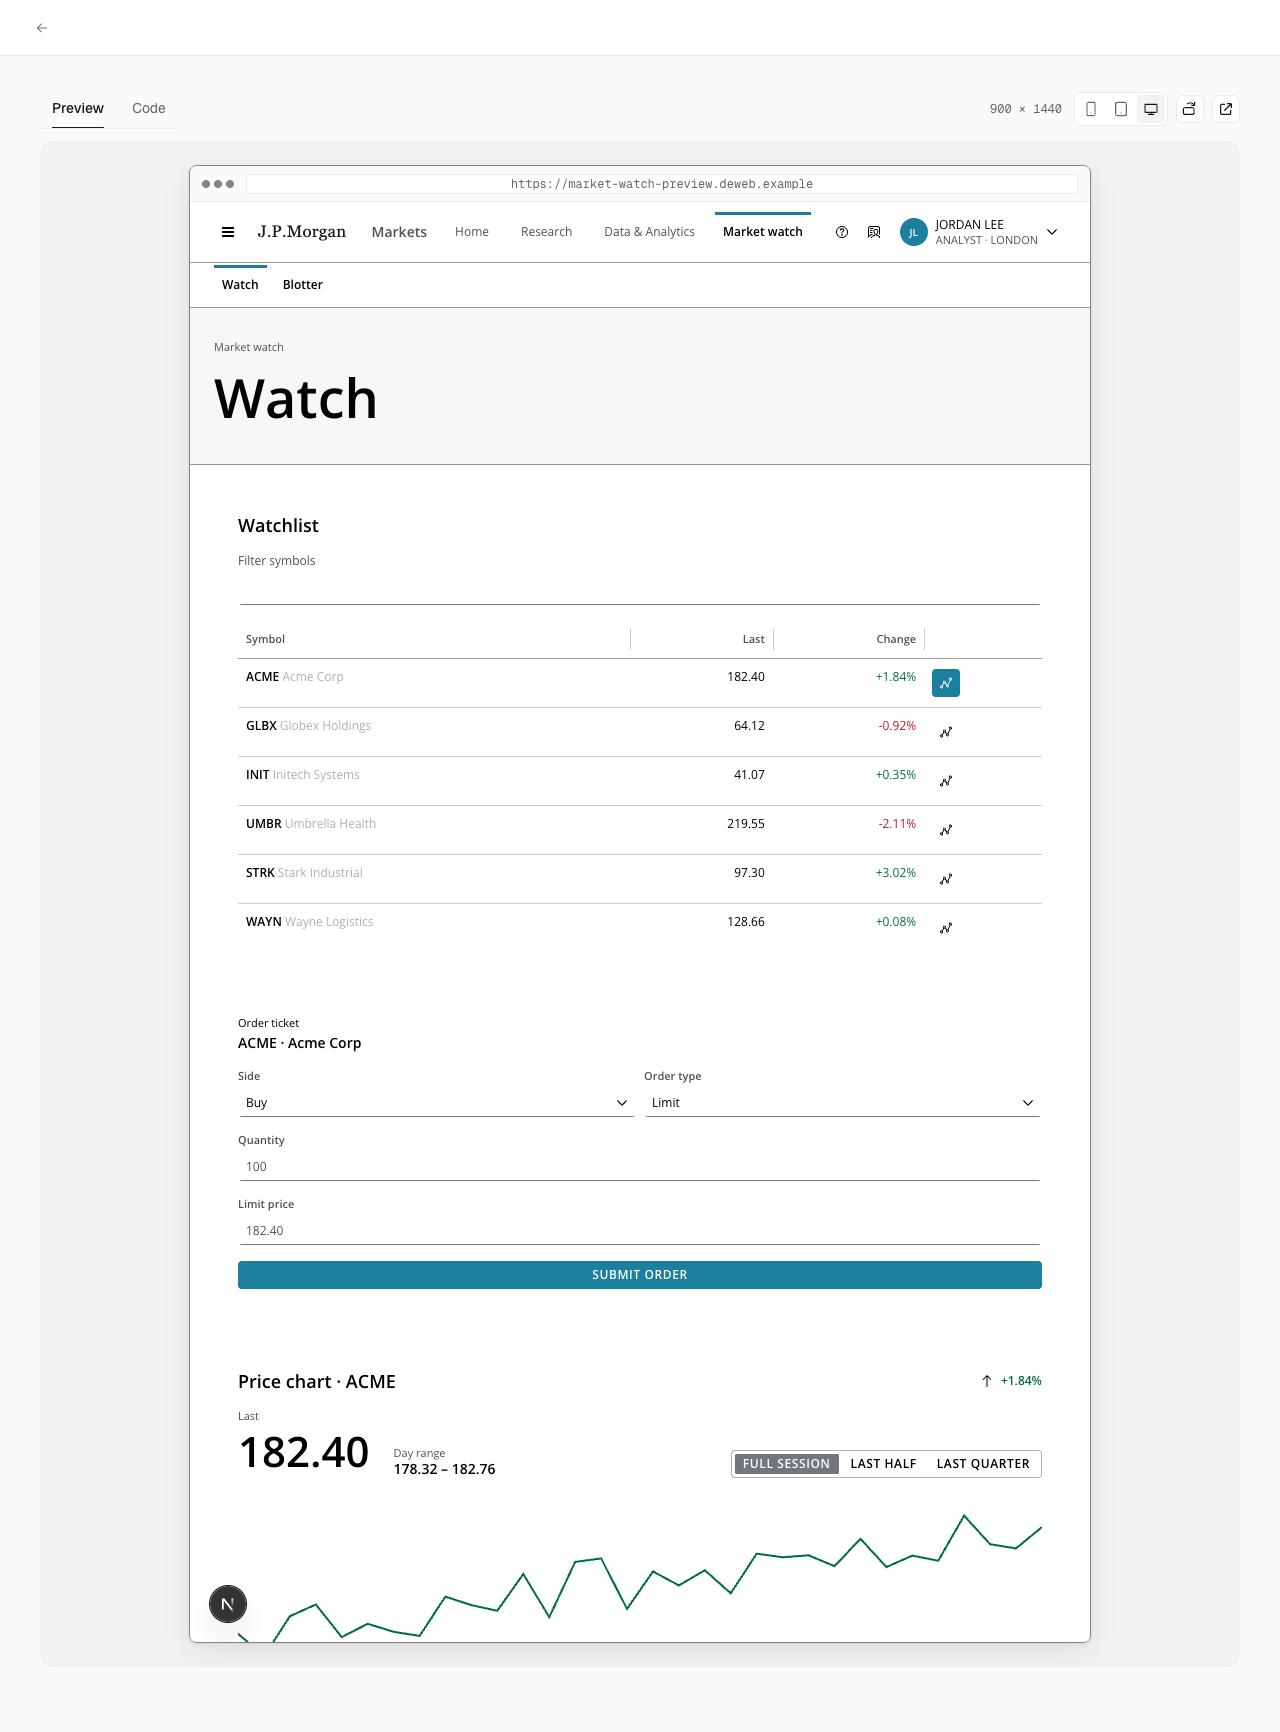 Preview Code 900 × 1440
https://market-watch-preview.deweb.example
J.P.Morgan Markets Home Research Data & Analytics Market watch JL JORDAN LEE
ANALYST · LONDON
Watch Blotter
Market watch
Watch
Watchlist
Filter symbols
Symbol Last Change
ACME Acme Corp 182.40 +1.84%
GLBX Globex Holdings 64.12 -0.92%
INIT Initech Systems 41.07 +0.35%
UMBR Umbrella Health 219.55 -2.11%
STRK Stark Industrial 97.30 +3.02%
WAYN Wayne Logistics 128.66 +0.08%
Order ticket
ACME · Acme Corp
Side Order type
Buy Limit
Quantity
100
Limit price
182.40
SUBMIT ORDER
Price chart · ACME +1.84%
Last
182.40 Day range
178.32 – 182.76 FULL SESSION LAST HALF LAST QUARTER
N